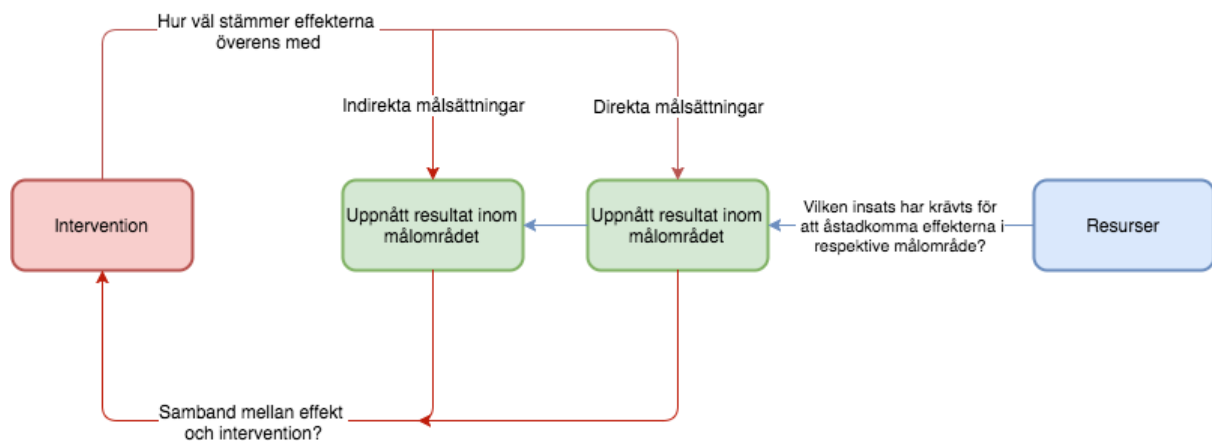 Hur väl stämmer effekterna
överens med
Indirekta målsättningar
Direkta målsättningar
Intervention
Uppnått resultat inom
målområdet
Uppnått resultat inom
målområdet
Vilken insats har krävts för
att åstadkomma effekterna i
respektive målområde?
Resurser
Samband mellan effekt
och intervention?